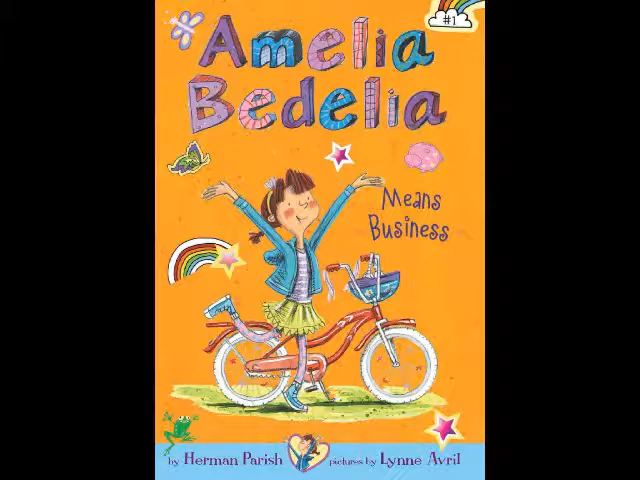 #1
Amelia
Bedelia
Means
Business
by Herman Parish pictures by Lynne Avril